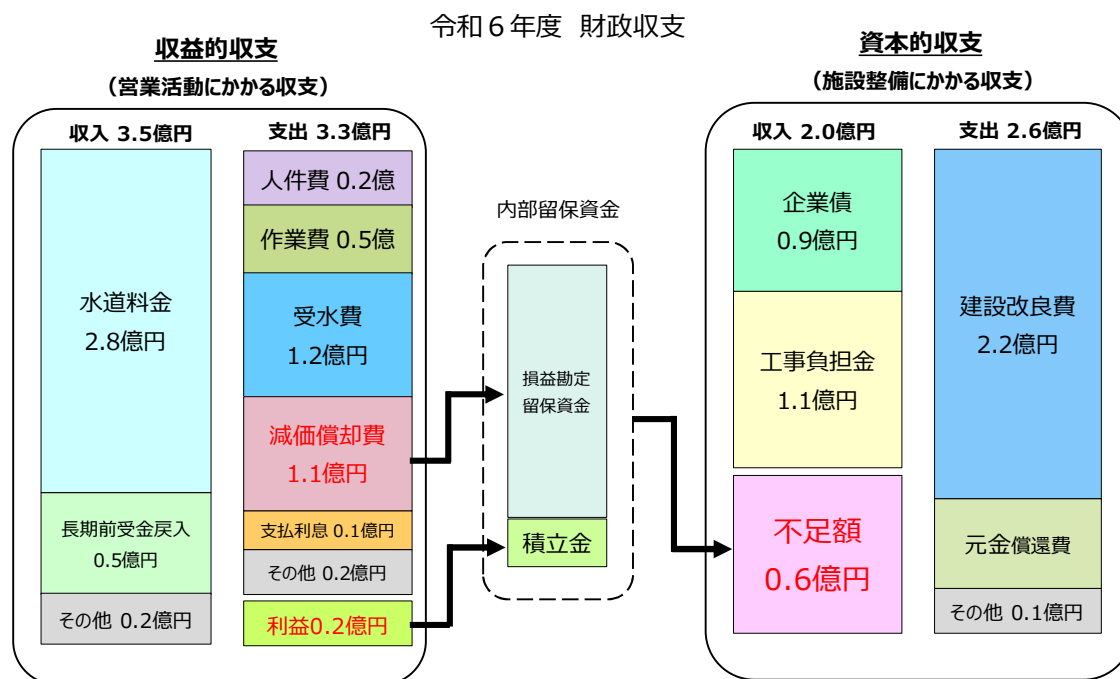 令和６年度 財政収支
収益的収支
（営業活動にかかる収支）
収入 3.5億円
水道料金
2.8億円
長期前受金戻入
0.5億円
その他 0.2億円
支出 3.3億円
人件費 0.2億
作業費 0.5億
受水費
1.2億円
減価償却費
1.1億円
支払利息 0.1億円
その他 0.2億円
利益0.2億円
内部留保資金
損益勘定
留保資金
積立金
資本的収支
（施設整備にかかる収支）
収入 2.0億円
企業債
0.9億円
工事負担金
1.1億円
不足額
0.6億円
支出 2.6億円
建設改良費
2.2億円
元金償還費
その他 0.1億円